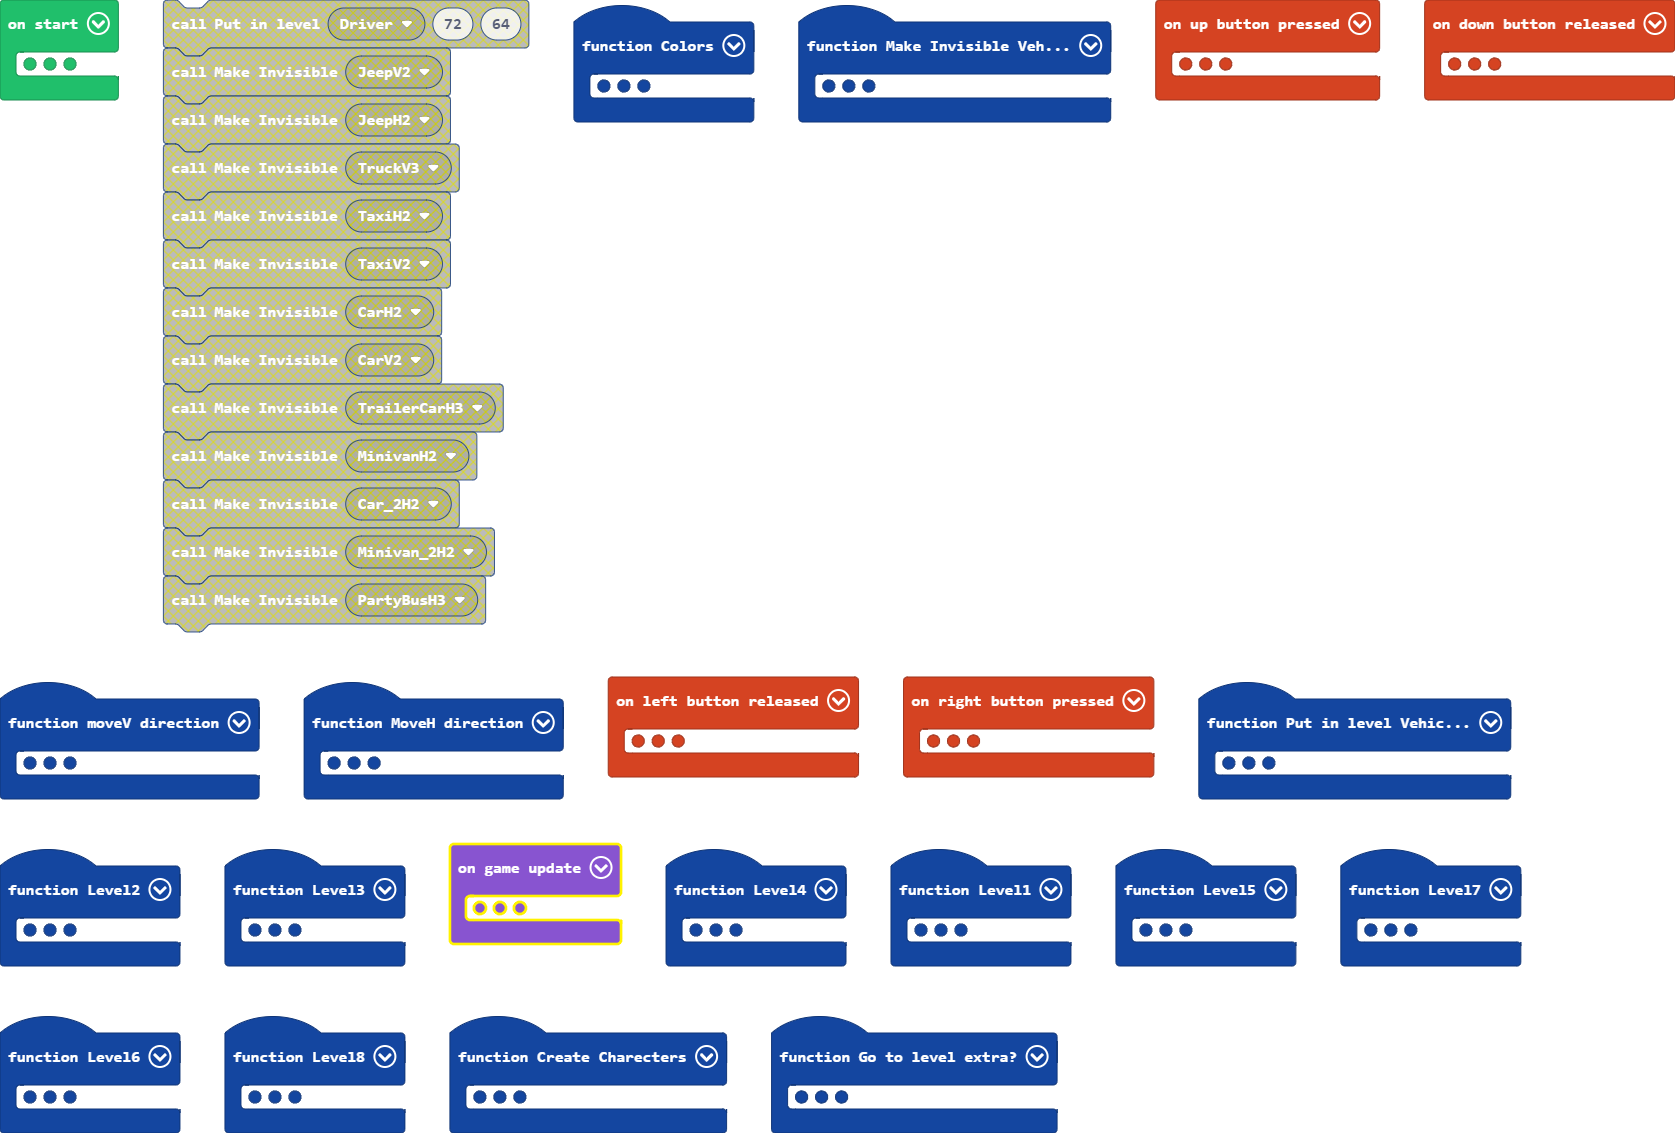 on start
call Put in level Driver 72 64
call Make Invisible JeepV2
call Make Invisible JeepH2
call Make Invisible TruckV3
call Make Invisible TaxiH2
call Make Invisible TaxiV2
call Make Invisible CarH2
call Make Invisible CarV2
call Make Invisible TrailerCarH3
call Make Invisible MinivanH2
call Make Invisible Car_2H2
call Make Invisible Minivan_2H2
call Make Invisible PartyBusH3
function Colors
function Make Invisible Veh...
on up button pressed
on down button released
function moveV direction
function MoveH direction
on left button released
on right button pressed
function Put in level Vehic...
function Level2
function Level3
on game update
function Level4
function Level1
function Level5
function Level7
function Level6
function Level8
function Create Charecters
function Go to level extra?